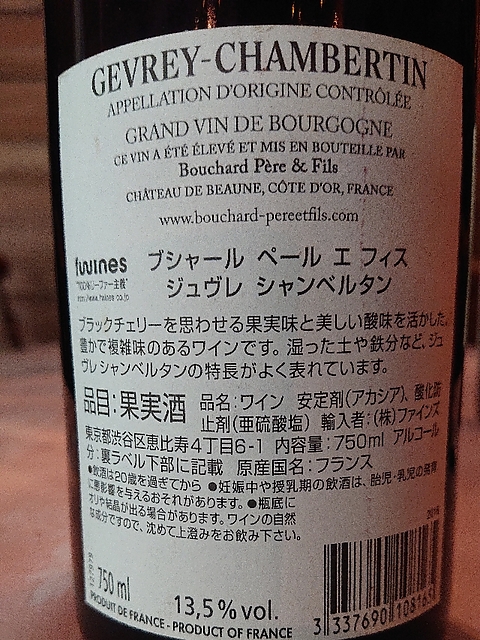 GEVREY-CHAMBERTIN
APPELLATION D'ORIGINE CONTRÔLÉE
GRAND VIN DE BOURGOGNE
CE VIN A ÉTÉ ÉLEVÉ ET MIS EN BOUTEILLE PAR
Bouchard Père & Fils
CHÂTEAU DE BEAUNE, CÔTE D'OR, FRANCE
www.bouchard-pereetfils.com
fwines
"100%リーファー主義"
http://www.fwines.co.jp
ブシャール ペール エ フィス
ジュヴレ シャンベルタン
ブラックチェリーを思わせる果実味と美しい酸味を活かした、
豊かで複雑味のあるワインです。湿った土や鉄分など、ジュ
ヴレ シャンベルタンの特長がよく表れています。
品目:果実酒 品名:ワイン 安定剤(アカシア)、酸化防
止剤(亜硫酸塩) 輸入者:(株)ファインズ
東京都渋谷区恵比寿4丁目6-1 内容量:750ml アルコール
分:裏ラベル下部に記載 原産国名:フランス
●飲酒は20歳を過ぎてから ●妊娠中や授乳期の飲酒は、胎児・乳児の発育
に悪影響を与えるおそれがあります。 ●瓶底に
オリや結晶が出る場合があります。ワインの自然
な成分ですので、沈めて上澄みをお飲み下さい。
750 ml
13,5% vol.
PRODUIT DE FRANCE - PRODUCT OF FRANCE
3 337690 108165